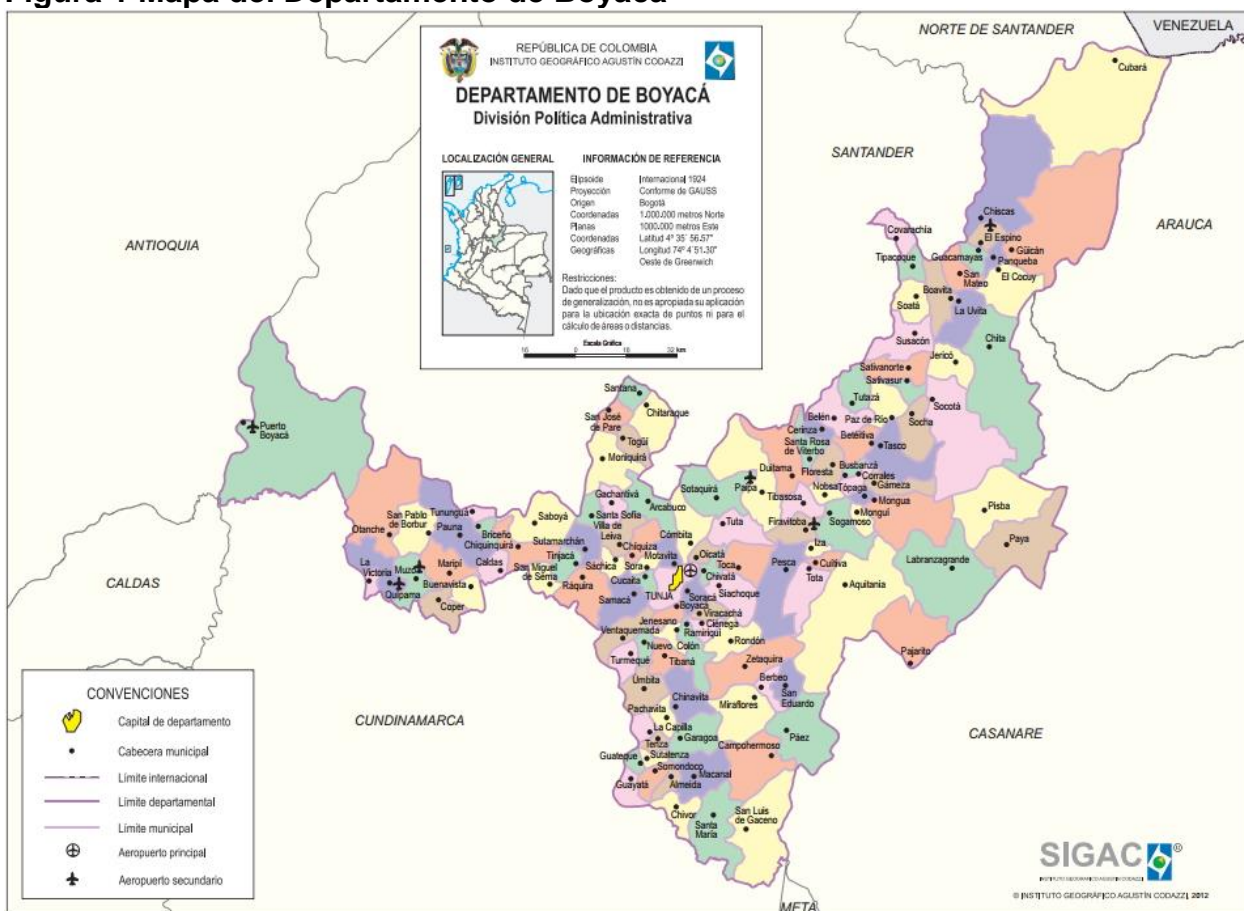 Figura 1 Mapa del Departamento de Boyacá
REPÚBLICA DE COLOMBIA
INSTITUTO GEOGRÁFICO AGUSTÍN CODAZZI
DEPARTAMENTO DE BOYACÁ
División Política Administrativa
LOCALIZACIÓN GENERAL
INFORMACIÓN DE REFERENCIA
Elipsoide Internacional 1924
Proyección Conforme de GAUSS
Origen Bogotá
Coordenadas 1.000.000 metros Norte
Planas 1000.000 metros Este
Coordenadas Latitud 4° 35´ 56.57"
Geográficas Longitud 74° 4´51.30"
Oeste de Greenwich
Restricciones:
Dado que el producto es obtenido de un proceso
de generalización, no es apropiada su aplicación
para la ubicación exacta de puntos ni para el
cálculo de áreas o distancias.
Escala Gráfica
16 0 16 32 km
NORTE DE SANTANDER
VENEZUELA
SANTANDER
ARAUCA
ANTIOQUIA
CALDAS
CUNDINAMARCA
CASANARE
META
Cubará
Chiscas
El Espino
Güicán
Guacamayas
Panqueba
El Cocuy
Covarachía
Tipacoque
San
Mateo
Boavita
Soatá
La Uvita
Chita
Susacón
Jericó
Sativanorte
Sativasur
Tutazá
Socotá
Belén
Paz de Río
Socha
Cerinza
Betéitiva
Tasco
Santa Rosa
de Viterbo
Duitama
Floresta
Busbanzá
Corrales
Paipa
Nobsa
Tópaga
Gámeza
Tibasosa
Mongua
Monguí
Firavitoba
Sogamoso
Pisba
Paya
Iza
Labranzagrande
Cuítiva
Tota
Pesca
Aquitania
Pajarito
Santana
Chitaraque
San José
de Pare
Togüí
Moniquirá
Gachantivá
Arcabuco
Sotaquirá
Santa Sofía
Villa de
Leiva
Tuta
Cómbita
Puerto
Boyacá
Tununguá
San Pablo
de Borbur
Otanche
Pauna
Briceño
Saboyá
Chiquinquirá
Sutamarchán
Chíquiza
Motavita
Oicatá
Tinjacá
Sáchica
Sora
Toca
Chivatá
La
Victoria
Muzo
Maripí
Caldas
San Miguel
de Sema
Cucaita
Ráquira
TUNJA
Siachoque
Quipama
Buenavista
Coper
Samacá
Soracá
Boyacá
Viracachá
Ciénega
Jenesano
Ramiriquí
Ventaquemada
Nuevo
Colón
Rondón
Turmequé
Tibaná
Zetaquira
Umbita
Berbeo
Chinavita
San
Eduardo
Pachavita
Miraflores
La Capilla
Tenza
Garagoa
Páez
Guateque
Sutatenza
Campohermoso
Somondoco
Guayatá
Almeida
Macanal
Chivor
Santa
María
San Luis
de Gaceno
CONVENCIONES
Capital de departamento
Cabecera municipal
Límite internacional
Límite departamental
Límite municipal
Aeropuerto principal
Aeropuerto secundario
SIGAC®
INSTITUTO GEOGRÁFICO AGUSTÍN CODAZZI
© INSTITUTO GEOGRÁFICO AGUSTÍN CODAZZI, 2012